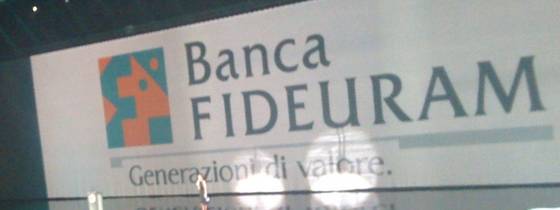 Banca
FIDEURAM
Generazioni di valore.